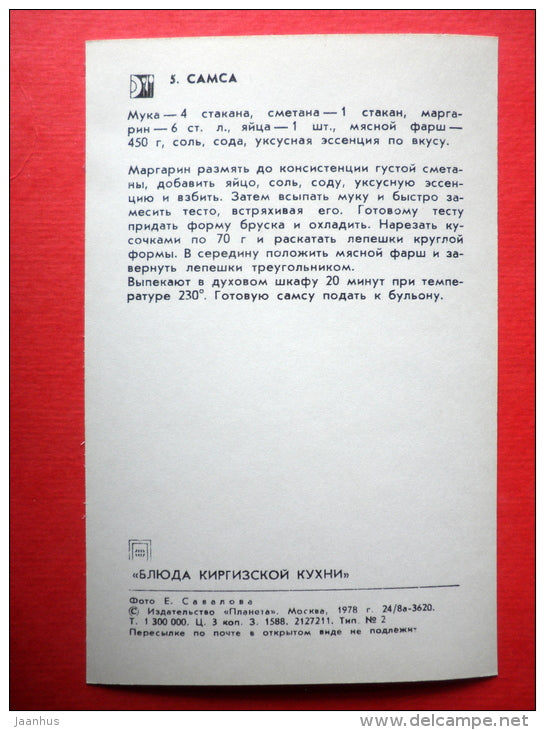 5. САМСА
Мука — 4 стакана, сметана — 1 стакан, марга-
рин — 6 ст. л., яйца — 1 шт., мясной фарш —
450 г, соль, сода, уксусная эссенция по вкусу.
Маргарин размять до консистенции густой смета-
ны, добавить яйцо, соль, соду, уксусную эссен-
цию и взбить. Затем всыпать муку и быстро за-
месить тесто, встряхивая его. Готовому тесту
придать форму бруска и охладить. Нарезать ку-
сочками по 70 г и раскатать лепешки круглой
формы. В середину положить мясной фарш и за-
вернуть лепешки треугольником.
Выпекают в духовом шкафу 20 минут при темпе-
ратуре 230°. Готовую самсу подать к бульону.
«БЛЮДА КИРГИЗСКОЙ КУХНИ»
Фото Е. Савалова
© Издательство «Планета». Москва, 1978 г. 24/8а-3620.
Т. 1 300 000. Ц. 3 коп. З. 1588. 2127211. Тип. № 2
Пересылке по почте в открытом виде не подлежит
Jaanhus
delcampe.net